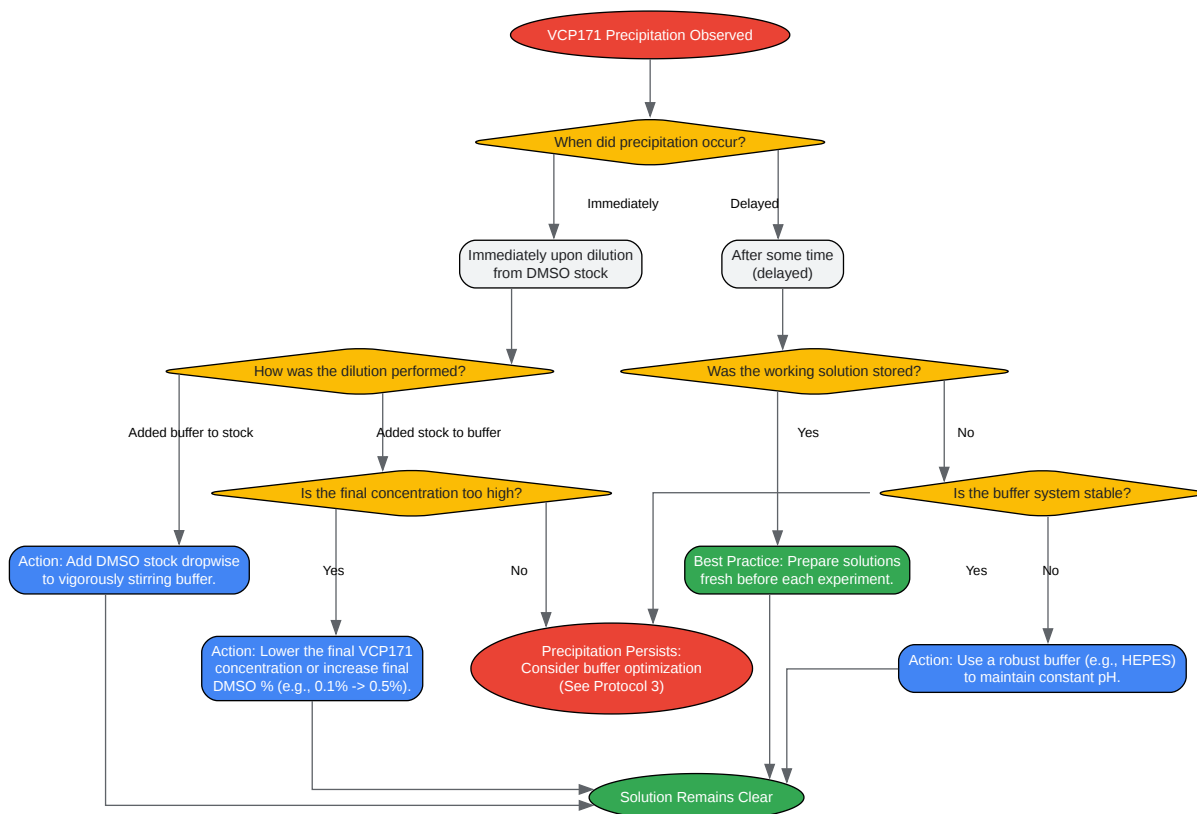 VCP171 Precipitation Observed
When did precipitation occur?
Immediately
Delayed
Immediately upon dilution
from DMSO stock
After some time
(delayed)
How was the dilution performed?
Was the working solution stored?
Added buffer to stock
Added stock to buffer
Yes
No
Is the final concentration too high?
Is the buffer system stable?
Action: Add DMSO stock dropwise
to vigorously stirring buffer.
Yes
No
Best Practice: Prepare solutions
fresh before each experiment.
Yes
No
Action: Lower the final VCP171
concentration or increase final
DMSO % (e.g., 0.1% -> 0.5%).
Precipitation Persists:
Consider buffer optimization
(See Protocol 3)
Action: Use a robust buffer (e.g., HEPES)
to maintain constant pH.
Solution Remains Clear